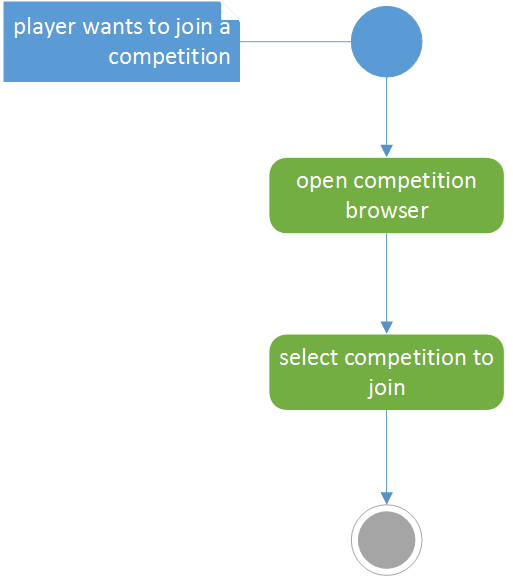 player wants to join a
competition
open competition
browser
select competition to
join